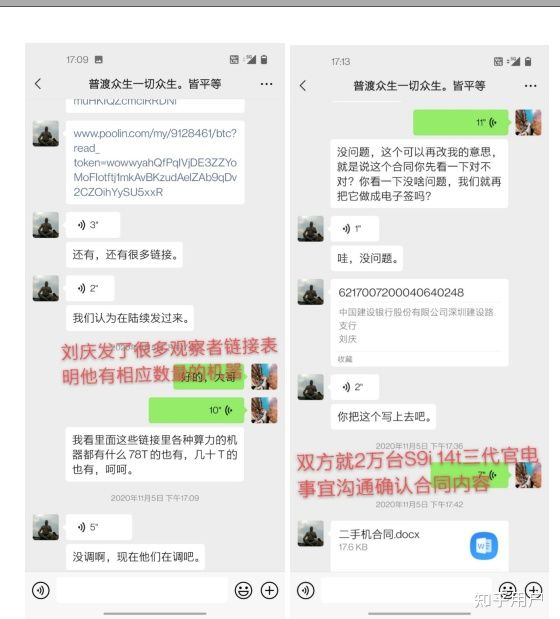 17:09
普渡众生一切众生。皆平等
muHKIQZcmclRRDNl
www.poolin.com/my/9128461/btc?
read_
token=wowwyahQfPqIVjDE3ZZYo
MoFlotftj1mkAvBKzudAelZAb9qDv
2CZOihYySU5xxR
3"
还有，还有很多链接。
2"
我们认为在陆续发过来。
刘庆发了很多观察者链接表
明他有相应数量的机器
好的，大哥
10"
我看里面这些链接里各种算力的机
器都有什么 78T 的也有，几十 T 的
也有，呵呵。
2020年11月5日 下午17:09
5"
没调啊，现在他们在调吧。
17:13
普渡众生一切众生。皆平等
11"
没问题，这个可以再改我的意思，
就是说这个合同你先看一下对不
对？你看一下没啥问题，我们就再
把它做成电子签吗？
1"
哇，没问题。
6217007200040640248
中国建设银行股份有限公司深圳建设路
支行
刘庆
收藏
2"
你把这个写上去吧。
2020年11月5日 下午17:36
双方就2万台S9i 14t三代官电
7"
事宜沟通确认合同内容
2020年11月5日 下午17:42
二手机合同.docx
17.6 KB
知乎用户